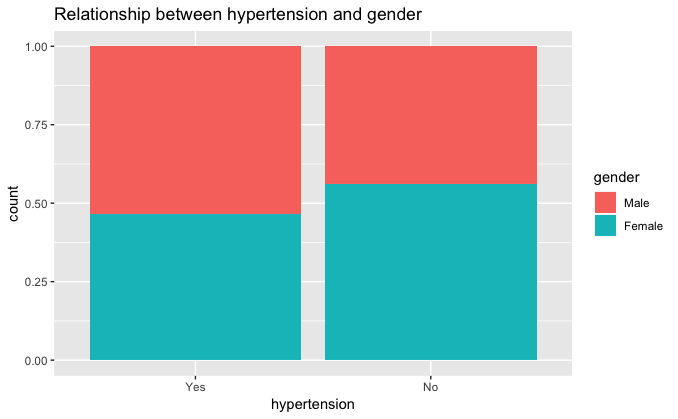 Relationship between hypertension and gender
1.00
0.75
0.50
0.25
0.00
count
Yes
No
hypertension
gender
Male
Female